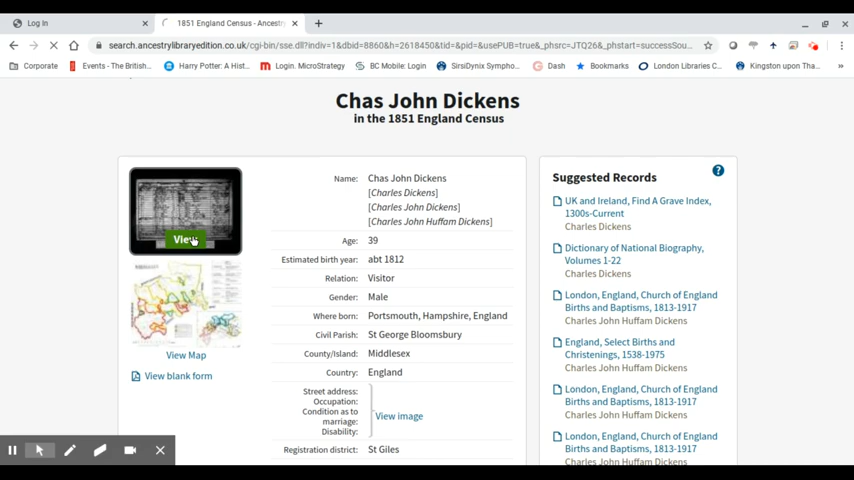 Log In
1851 England Census - Ancestr
search.ancestrylibraryedition.co.uk/cgi-bin/sse.dll?indiv=1&dbid=8860&h=2618450&tid=&pid=&usePUB=true&_phsrc=JTQ26&_phstart=successSou...
Corporate
Events - The British...
Harry Potter: A Hist...
Login. MicroStrategy
BC Mobile: Login
SirsiDynix Sympho...
Dash
Bookmarks
London Libraries C...
Kingston upon Tha...
»
Chas John Dickens
in the 1851 England Census
View
View Map
View blank form
Name: Chas John Dickens
[Charles Dickens]
[Charles John Dickens]
[Charles John Huffam Dickens]
Age: 39
Estimated birth year: abt 1812
Relation: Visitor
Gender: Male
Where born: Portsmouth, Hampshire, England
Civil Parish: St George Bloomsbury
County/Island: Middlesex
Country: England
Street address:
Occupation:
Condition as to
marriage:
Disability:
View image
Registration district: St Giles
Suggested Records
?
UK and Ireland, Find A Grave Index,
1300s-Current
Charles Dickens
Dictionary of National Biography,
Volumes 1-22
Charles Dickens
London, England, Church of England
Births and Baptisms, 1813-1917
Charles John Huffam Dickens
England, Select Births and
Christenings, 1538-1975
Charles John Huffam Dickens
London, England, Church of England
Births and Baptisms, 1813-1917
Charles John Huffam Dickens
London, England, Church of England
Births and Baptisms, 1813-1917
Charles John Huffam Dickens